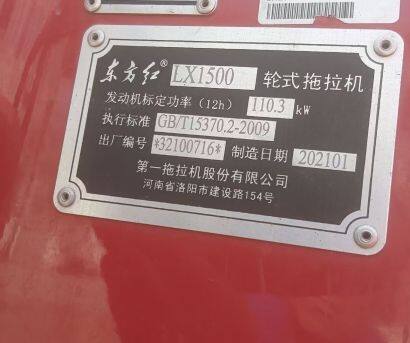 东方红® LX1500 轮式拖拉机
发动机标定功率(12h) 110.3 kW
执行标准 GB/T15370.2-2009
出厂编号 *32100716* 制造日期 202101
第一拖拉机股份有限公司
河南省洛阳市建设路154号